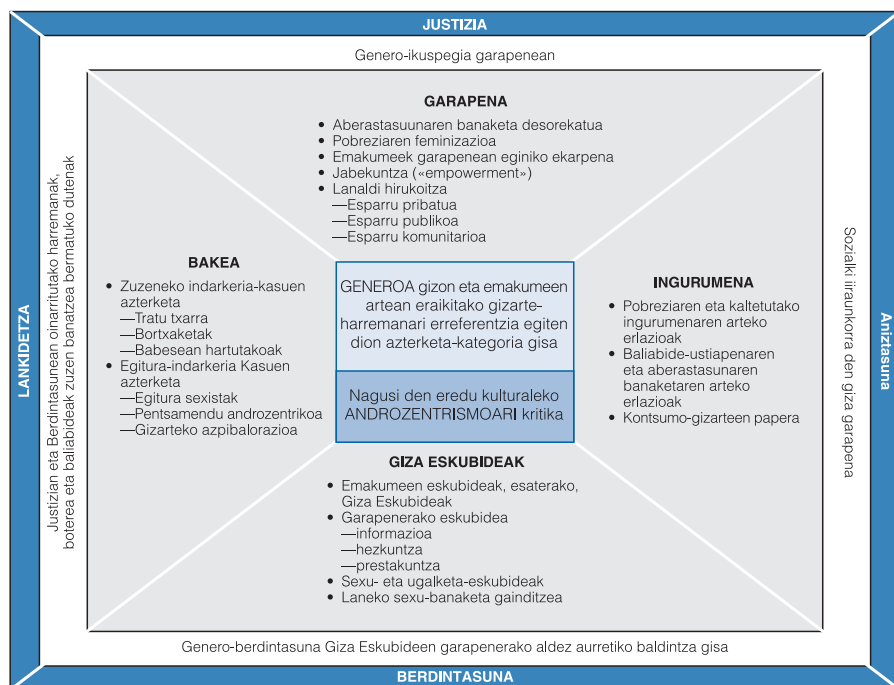 JUSTIZIA
Genero-ikuspegia garapenean
GARAPENA
• Aberastasuunaren banaketa desorekatua
• Pobreziaren feminizazioa
• Emakumeek garapenean eginiko ekarpena
• Jabekuntza («empowerment»)
• Lanaldi hirukoitza
—Esparru pribatua
—Esparru publikoa
—Esparru komunitarioa
LANKIDETZA
Justizian eta Berdintasunean oinarritutako harremanak,
boterea eta baliabideak zuzen banatzea bermatuko dutenak
BAKEA
• Zuzeneko indarkeria-kasuen
azterketa
—Tratu txarra
—Bortxaketak
—Babesean hartutakoak
• Egitura-indarkeria Kasuen
azterketa
—Egitura sexistak
—Pentsamendu androzentrikoa
—Gizarteko azpibalorazioa
GENEROA gizon eta emakumeen
artean eraikitako gizarte-
harremanari erreferentzia egiten
dion azterketa-kategoria gisa
Nagusi den eredu kulturaleko
ANDROZENTRISMOARI kritika
INGURUMENA
• Pobreziaren eta kaltetutako
ingurumenaren arteko
erlazioak
• Baliabide-ustiapenaren
eta aberastasunaren
banaketaren arteko
erlazioak
• Kontsumo-gizarteen papera
Sozialki iiraunkorra den giza garapena
Aniztasuna
GIZA ESKUBIDEAK
• Emakumeen eskubideak, esaterako,
Giza Eskubideak
• Garapenerako eskubidea
—informazioa
—hezkuntza
—prestakuntza
• Sexu- eta ugalketa-eskubideak
• Laneko sexu-banaketa gainditzea
Genero-berdintasuna Giza Eskubideen garapenerako aldez aurretiko baldintza gisa
BERDINTASUNA